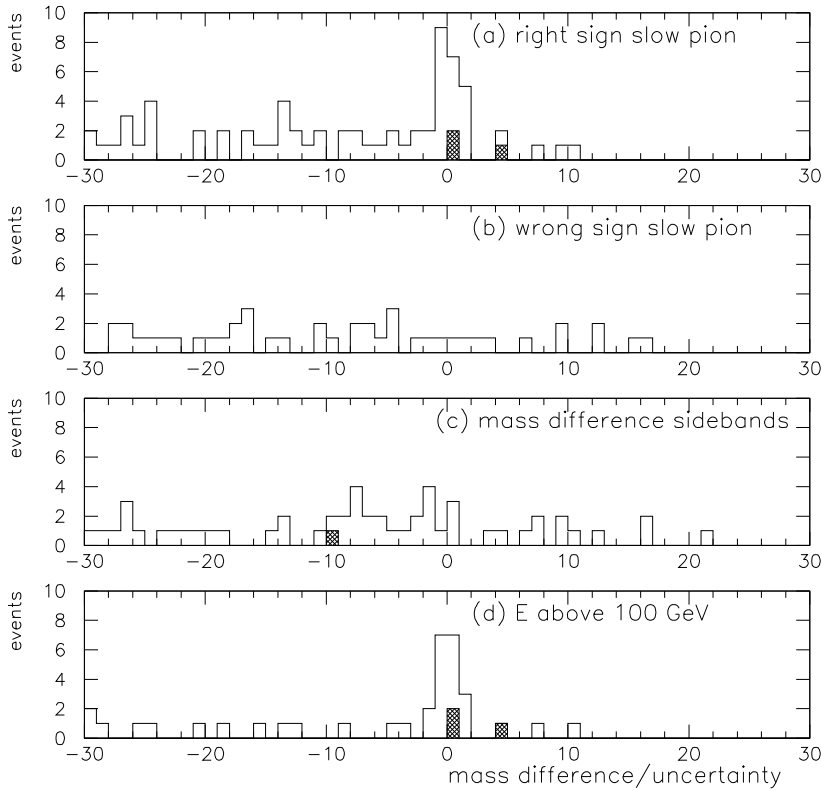 events
10
8
6
4
2
0
(a) right sign slow pion
−30 −20 −10 0 10 20 30
events
10
8
6
4
2
0
(b) wrong sign slow pion
−30 −20 −10 0 10 20 30
events
10
8
6
4
2
0
(c) mass difference sidebands
−30 −20 −10 0 10 20 30
events
10
8
6
4
2
0
(d) E above 100 GeV
−30 −20 −10 0 10 20 30
mass difference/uncertainty